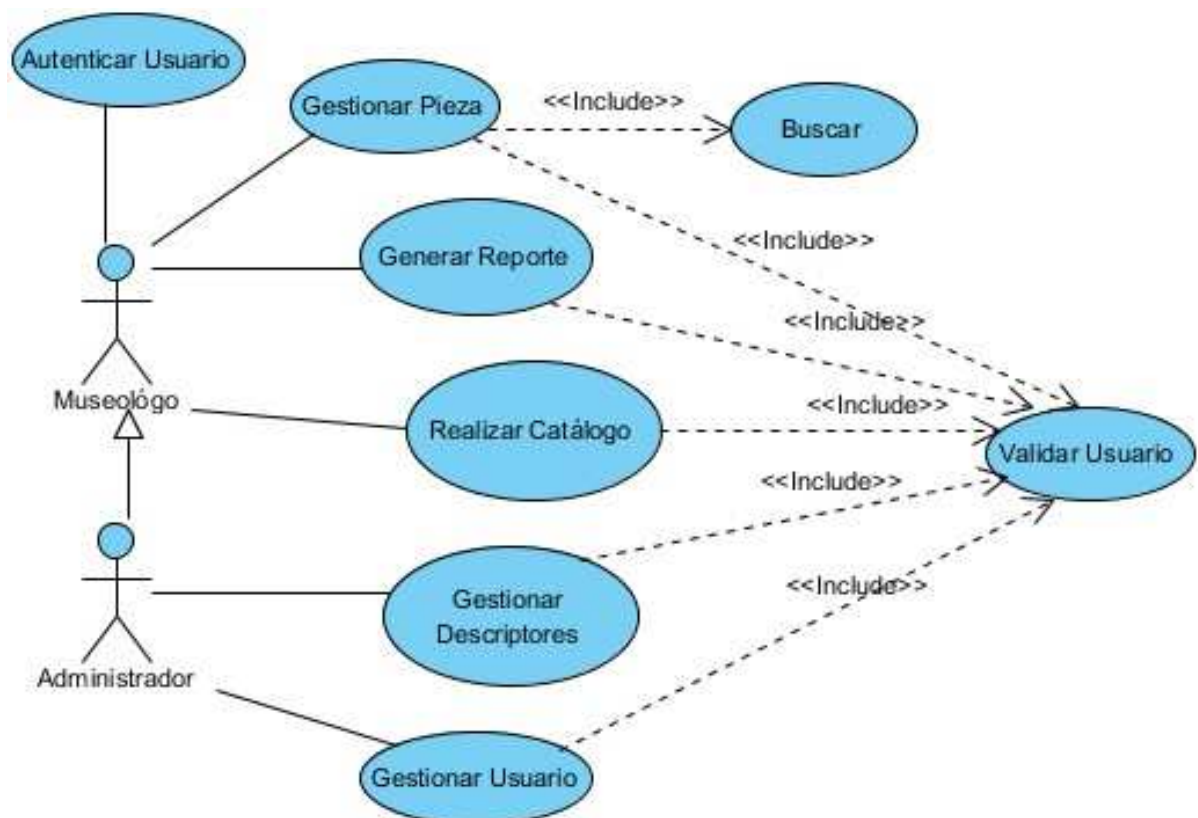 Autenticar Usuario
Gestionar Pieza
<<Include>>
Buscar
<<Include>>
Generar Reporte
<<Include>>
Museológo
Realizar Catálogo
<<Include>>
Validar Usuario
<<Include>>
Gestionar
Descriptores
<<Include>>
Administrador
Gestionar Usuario